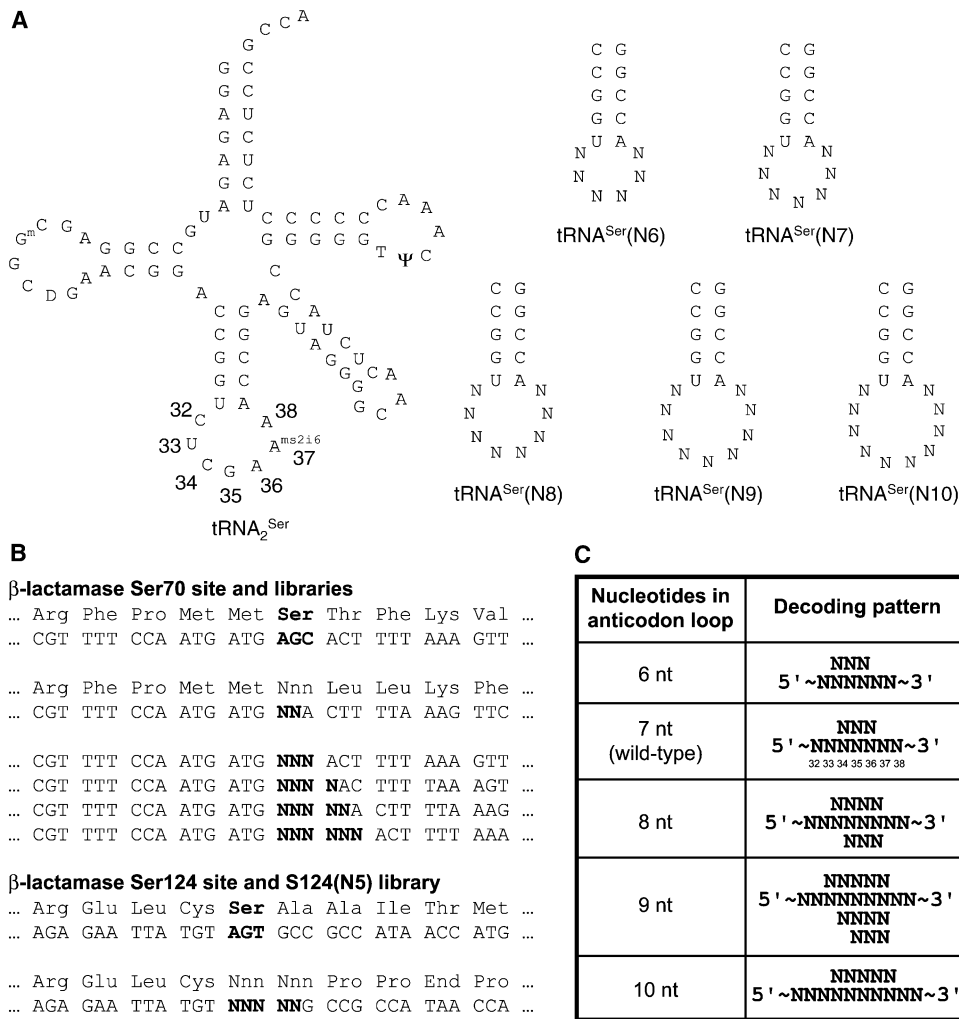 A
G C C A
G G
G C
A C
G U
A C
G U
A C
U
A U
C C C C C C
G G G G G
A A A C
Ψ T
G A G C Gm G C D G A
A G G C C
A C G G
C
A
C G
C G
G C
G C
U A
C A
U A ms2i6
C G A
32
33
34
35
36
37
38
tRNA2Ser
C G
C G
G C
G C
U A
N N
N N
N N
tRNASer(N6)
C G
C G
G C
G C
U A
N N
N N
N N N
tRNASer(N7)
C G
C G
G C
G C
U A
N N
N N
N N
N N
tRNASer(N8)
C G
C G
G C
G C
U A
N N
N N
N N
N N N
tRNASer(N9)
C G
C G
G C
G C
U A
N N
N N
N N
N N
N N
tRNASer(N10)
B
β-lactamase Ser70 site and libraries
... Arg Phe Pro Met Met Ser Thr Phe Lys Val ...
... CGT TTT CCA ATG ATG AGC ACT TTT AAA GTT ...
... Arg Phe Pro Met Met Nnn Leu Leu Lys Phe ...
... CGT TTT CCA ATG ATG NNA CTT TTA AAG TTC ...
... CGT TTT CCA ATG ATG NNN ACT TTT AAA GTT ...
... CGT TTT CCA ATG ATG NNN NAC TTT TAA AGT ...
... CGT TTT CCA ATG ATG NNN NNA CTT TTA AAG ...
... CGT TTT CCA ATG ATG NNN NNN ACT TTT AAA ...
β-lactamase Ser124 site and S124(N5) library
... Arg Glu Leu Cys Ser Ala Ala Ile Thr Met ...
... AGA GAA TTA TGT AGT GCC GCC ATA ACC ATG ...
... Arg Glu Leu Cys Nnn Nnn Pro Pro End Pro ...
... AGA GAA TTA TGT NNN NNG CCG CCA TAA CCA ...
C
Nucleotides in anticodon loop
Decoding pattern
6 nt
NNN
5'~NNNNNN~3'
7 nt
(wild-type)
NNN
5'~NNNNNNN~3'
32 33 34 35 36 37 38
8 nt
NNNN
5'~NNNNNNNN~3'
NNN
9 nt
NNNNN
5'~NNNNNNNNN~3'
NNNN
NNN
10 nt
NNNNN
5'~NNNNNNNNNN~3'